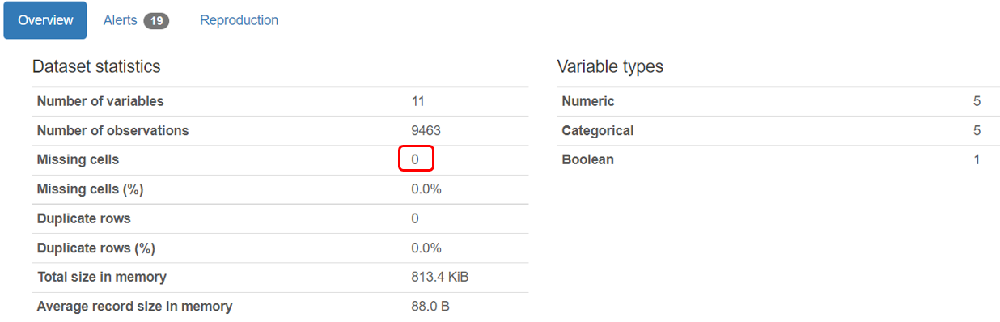 Overview Alerts 19 Reproduction
Dataset statistics
Number of variables 11
Number of observations 9463
Missing cells 0
Missing cells (%) 0.0%
Duplicate rows 0
Duplicate rows (%) 0.0%
Total size in memory 813.4 KiB
Average record size in memory 88.0 B
Variable types
Numeric 5
Categorical 5
Boolean 1